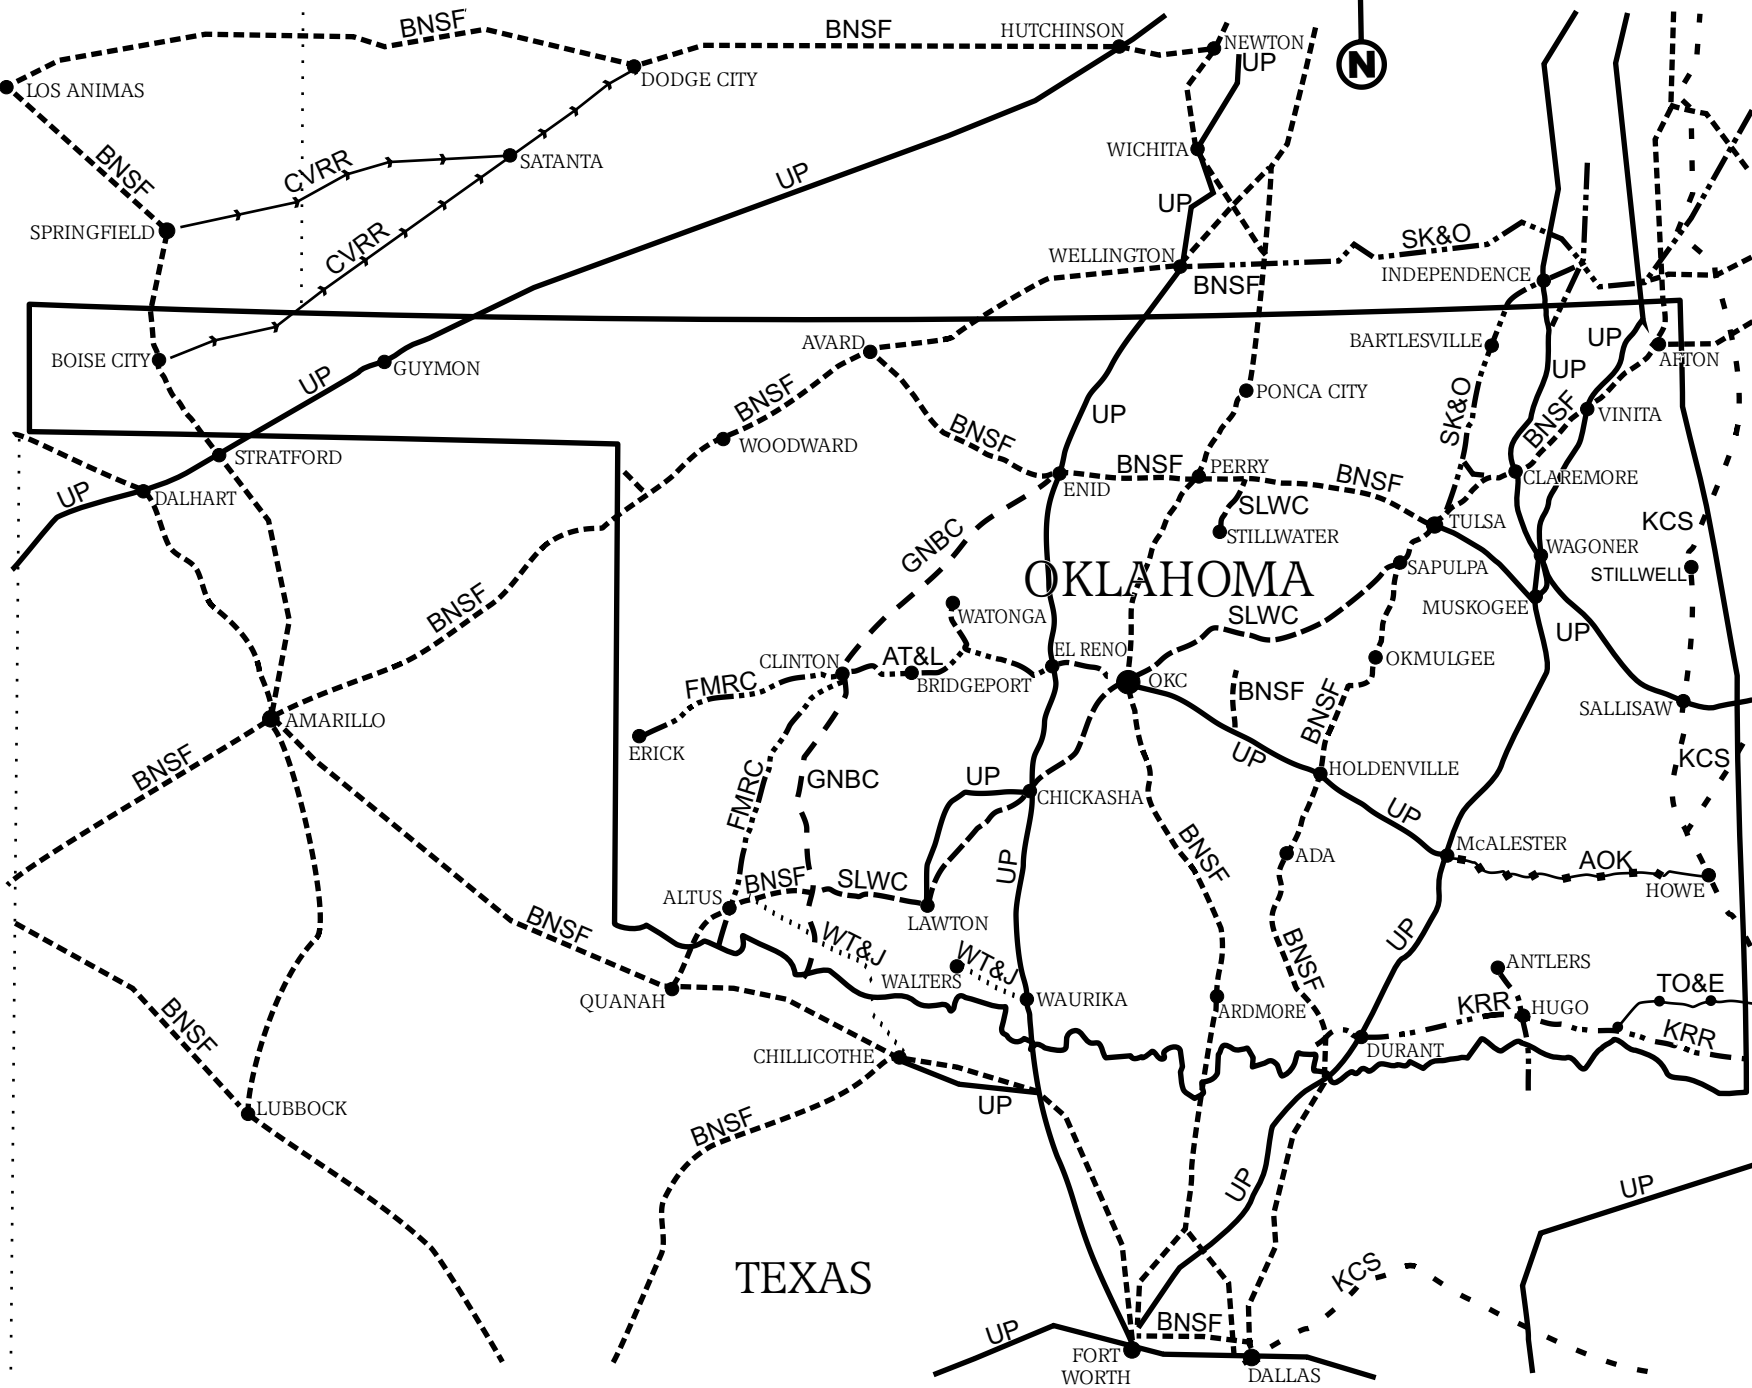 BNSF
BNSF
HUTCHINSON
NEWTON
UP
N
LOS ANIMAS
DODGE CITY
BNSF
CVRR
SATANTA
UP
WICHITA
UP
SPRINGFIELD
CVRR
WELLINGTON
BNSF
SK&O
INDEPENDENCE
BOISE CITY
UP
GUYMON
AVARD
BARTLESVILLE
UP
AFTON
UP
BNSF
WOODWARD
BNSF
UP
PONCA CITY
SK&O
BNSF
VINITA
STRATFORD
UP
DALHART
ENID
BNSF
PERRY
BNSF
CLAREMORE
SLWC
STILLWATER
TULSA
KCS
GNBC
OKLAHOMA
SAPULPA
WAGONER
STILLWELL
BNSF
WATONGA
SLWC
MUSKOGEE
UP
CLINTON
AT&L
EL RENO
OKMULGEE
FMRC
BRIDGEPORT
OKC
BNSF
BNSF
SALLISAW
AMARILLO
ERICK
BNSF
FMRC
GNBC
UP
CHICKASHA
UP
HOLDENVILLE
KCS
UP
BNSF
ADA
McALESTER
AOK
HOWE
UP
ALTUS
BNSF
SLWC
LAWTON
BNSF
WT&J
WT&J
WALTERS
BNSF
UP
ANTLERS
QUANAH
WAURIKA
ARDMORE
KRR
HUGO
TO&E
KRR
BNSF
CHILLICOTHE
DURANT
LUBBOCK
UP
BNSF
UP
UP
TEXAS
KCS
UP
BNSF
FORT
WORTH
DALLAS